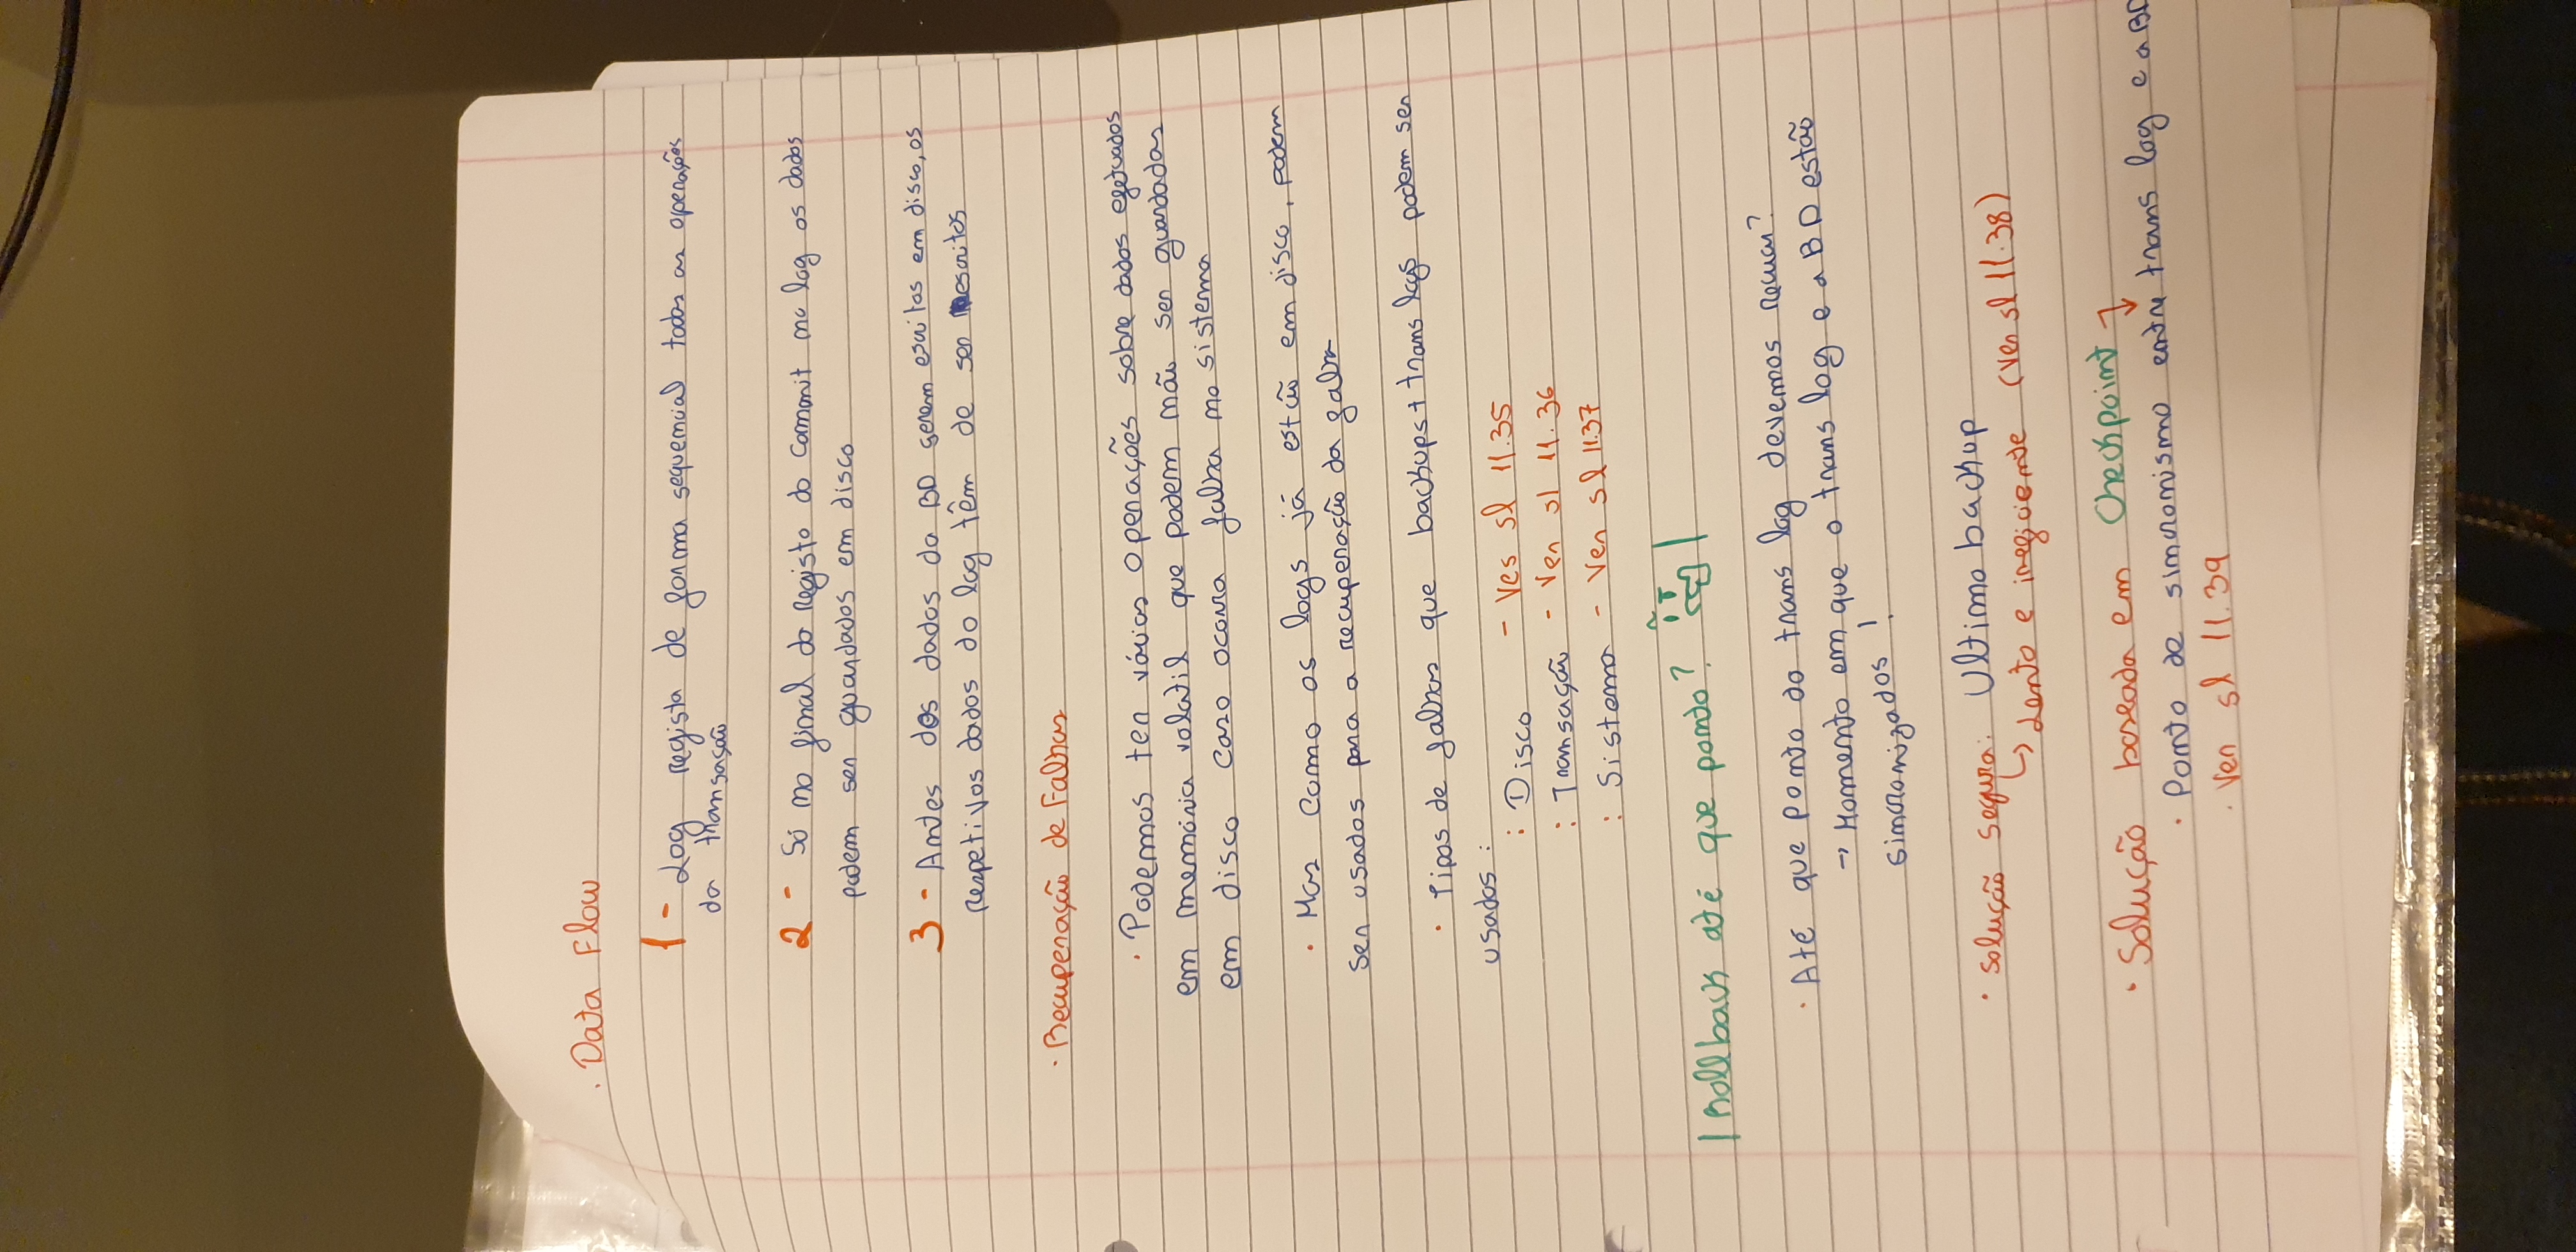 . Data Flow
1 - Log regista de forma sequencial todas as operações
da transação
2 - Só no final do registo do commit no log os dados
podem ser guardados em disco
3 - Antes dos dados da BD serem escritos em disco, os
respetivos dados do log têm de ser escritos
. Recuperação de Falhas
. Podemos ter várias operações sobre dados efetuados
em memória volatil que podem não ser guardadas
em disco caso ocorra falha no sistema
. Mas como os logs já estão em disco, podem
ser usados para a recuperação da falha
. Tipos de falhas que backups + trans logs podem ser
usados :
: Disco - Ves sl 11.35
: Transação - Ver sl 11.36
: Sistema - Ver sl 11.37
| Rollback até que ponto? |
. Até que ponto do trans log devemos recuar?
→ Momento em que o trans log e a BD estão
sincronizados !
. Solução segura: Ultimo backup
↳ Lento e ineficiente (ver sl 11.38)
. Solução baseada em Checkpoint ↴
. Ponto de sincronismo entre trans log e a BD
. Ver sl 11.39